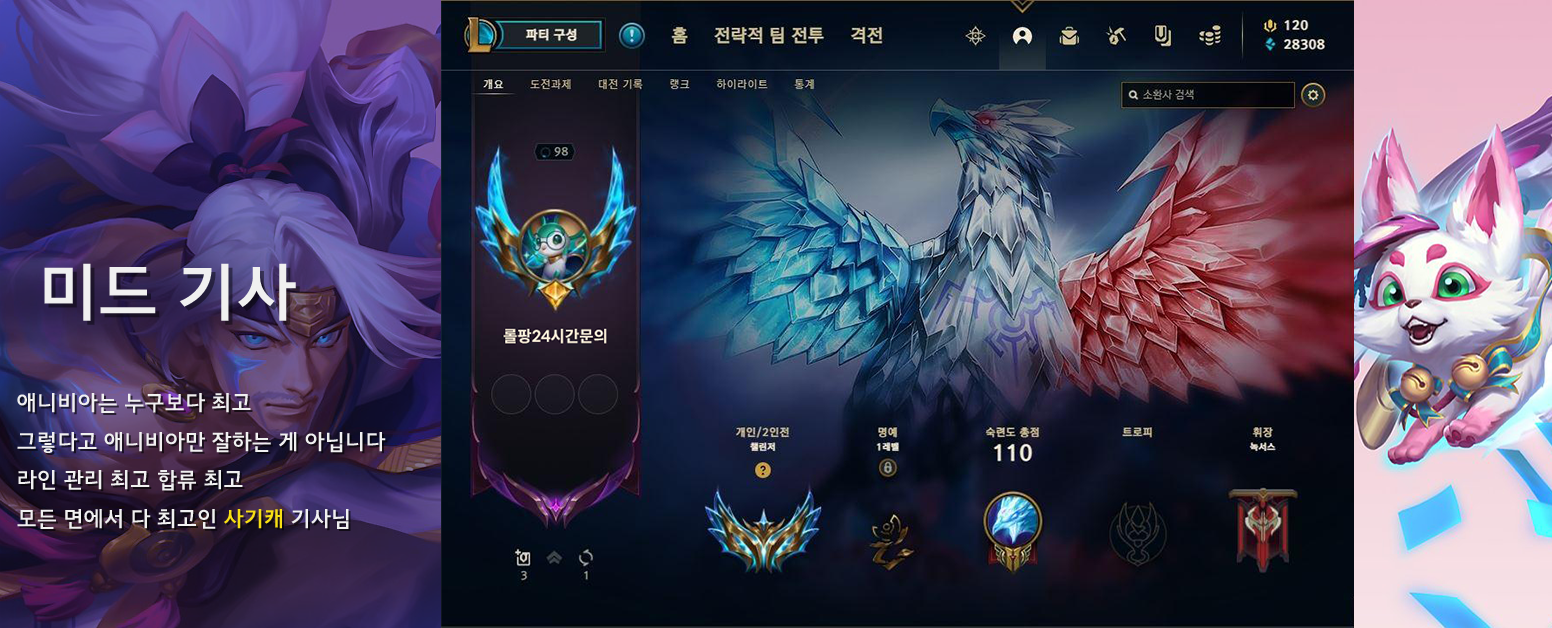 미드 기사
애니비아는 누구보다 최고
그렇다고 애니비아만 잘하는 게 아닙니다
라인 관리 최고 합류 최고
모든 면에서 다 최고인 사기캐 기사님
파티 구성
홈 전략적 팀 전투 격전
120
28308
개요 도전과제 대전 기록 랭크 하이라이트 통계
소환사 검색
98
롤팡24시간문의
개인/2인전
챌린저
?
명예
1레벨
숙련도 총점
110
트로피
휘장
녹서스
3
1